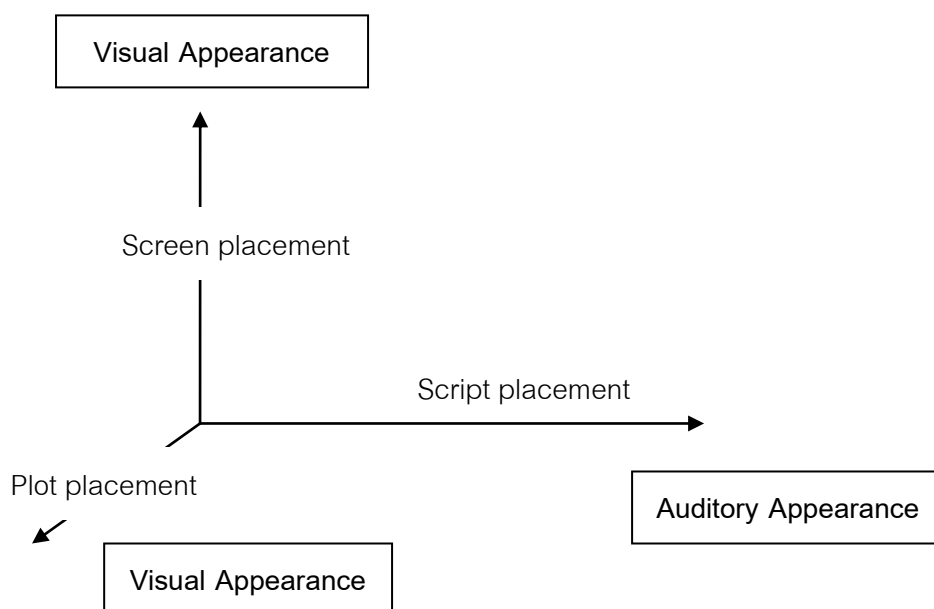 Visual Appearance
Screen placement
Script placement
Plot placement
Auditory Appearance
Visual Appearance